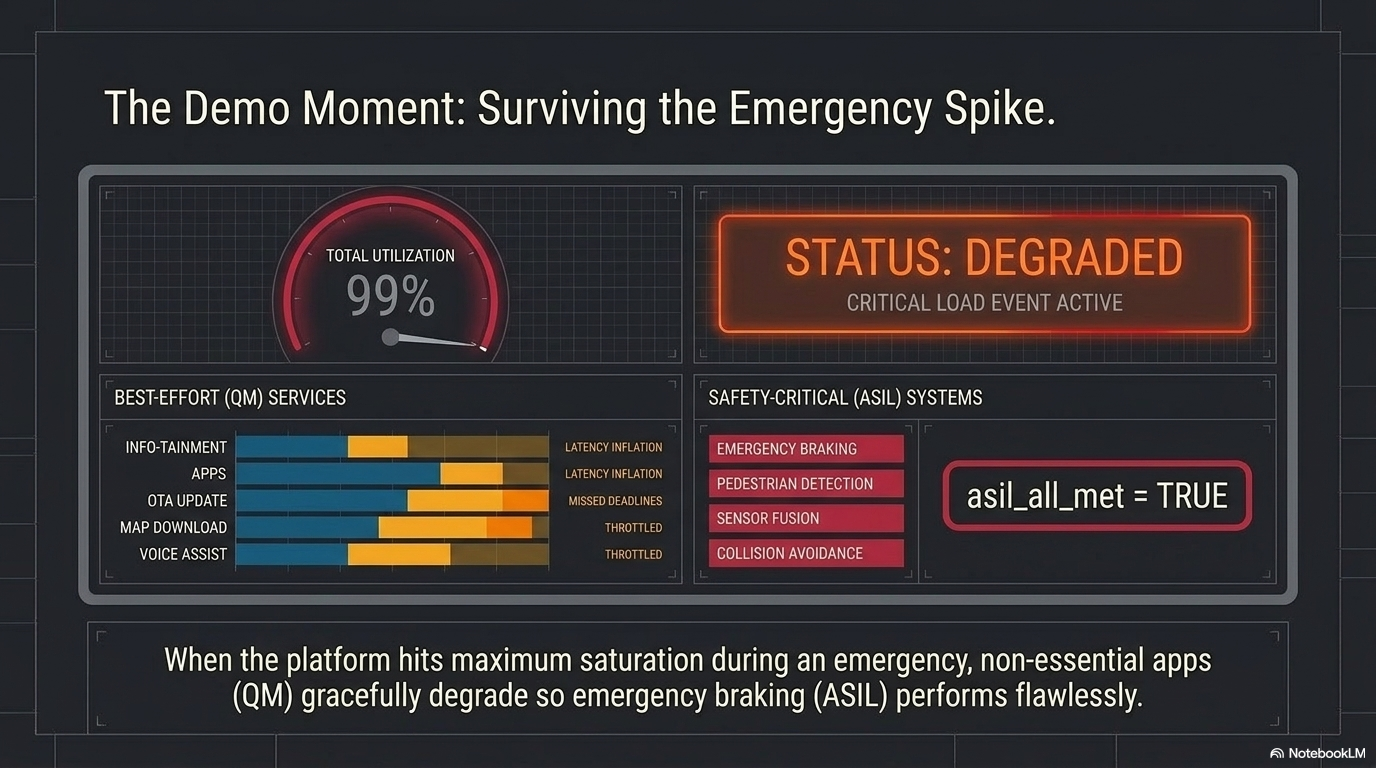 The Demo Moment: Surviving the Emergency Spike.
TOTAL UTILIZATION
99%
STATUS: DEGRADED
CRITICAL LOAD EVENT ACTIVE
BEST-EFFORT (QM) SERVICES
INFO-TAINMENT
LATENCY INFLATION
APPS
LATENCY INFLATION
OTA UPDATE
MISSED DEADLINES
MAP DOWNLOAD
THROTTLED
VOICE ASSIST
THROTTLED
SAFETY-CRITICAL (ASIL) SYSTEMS
EMERGENCY BRAKING
PEDESTRIAN DETECTION
SENSOR FUSION
COLLISION AVOIDANCE
asil_all_met = TRUE
When the platform hits maximum saturation during an emergency, non-essential apps
(QM) gracefully degrade so emergency braking (ASIL) performs flawlessly.
NotebookLM